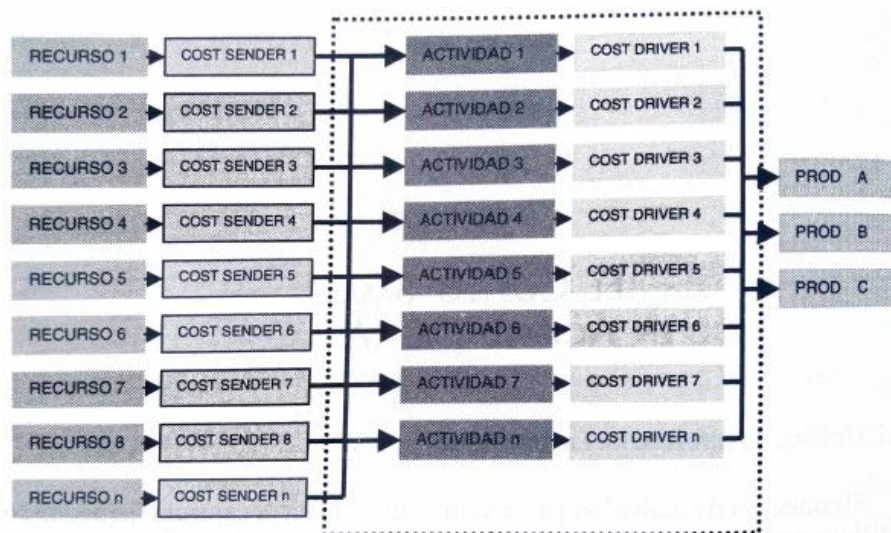 RECURSO 1 COST SENDER 1 ACTIVIDAD 1 COST DRIVER 1
RECURSO 2 COST SENDER 2 ACTIVIDAD 2 COST DRIVER 2
RECURSO 3 COST SENDER 3 ACTIVIDAD 3 COST DRIVER 3
PROD A
RECURSO 4 COST SENDER 4 ACTIVIDAD 4 COST DRIVER 4
PROD B
RECURSO 5 COST SENDER 5 ACTIVIDAD 5 COST DRIVER 5
PROD C
RECURSO 6 COST SENDER 6 ACTIVIDAD 6 COST DRIVER 6
RECURSO 7 COST SENDER 7 ACTIVIDAD 7 COST DRIVER 7
RECURSO 8 COST SENDER 8 ACTIVIDAD n COST DRIVER n
RECURSO n COST SENDER n